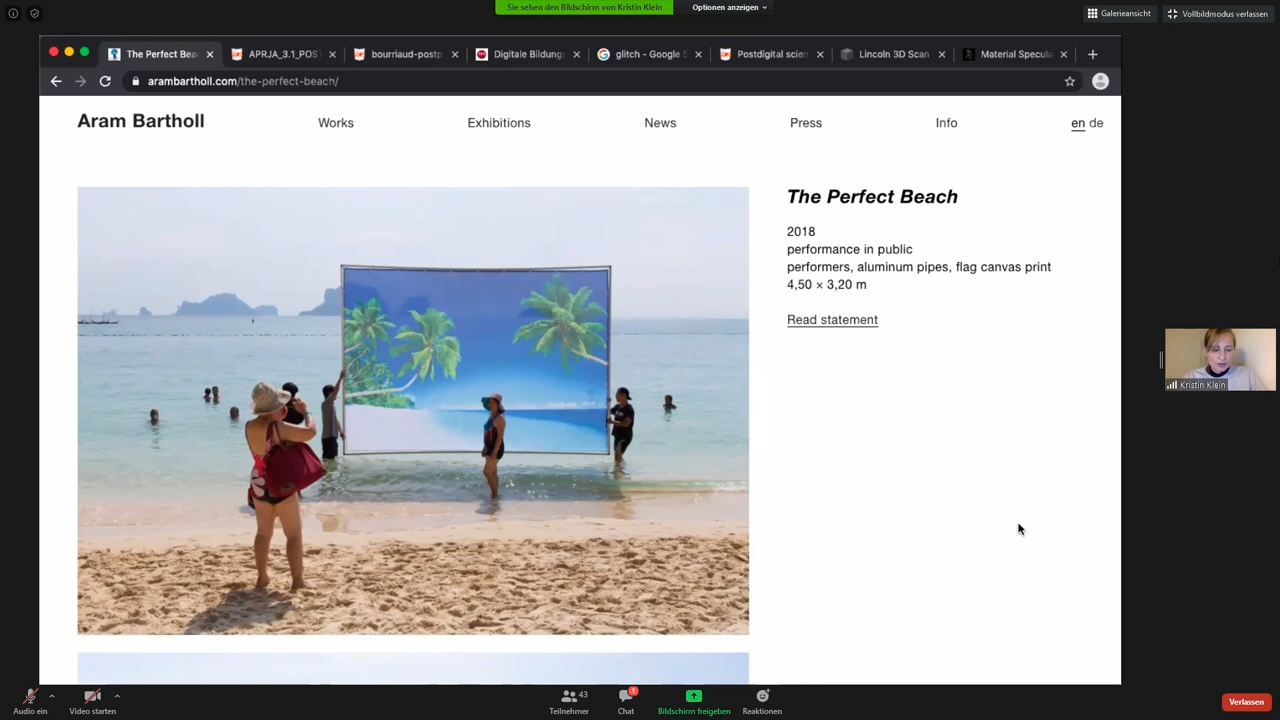 Sie sehen den Bildschirm von Kristin Klein
Optionen anzeigen
Galerieansicht
Vollbildmodus verlassen
The Perfect Bea
APRJA_3.1_POST
bourriaud-postp
Digitale Bildung:
glitch - Google S
Postdigital scien
Lincoln 3D Scan
Material Specula
arambartholl.com/the-perfect-beach/
Aram Bartholl
Works
Exhibitions
News
Press
Info
en de
The Perfect Beach
2018
performance in public
performers, aluminum pipes, flag canvas print
4,50 × 3,20 m
Read statement
Kristin Klein
Audio ein
Video starten
43
Teilnehmer
1
Chat
Bildschirm freigeben
Reaktionen
Verlassen